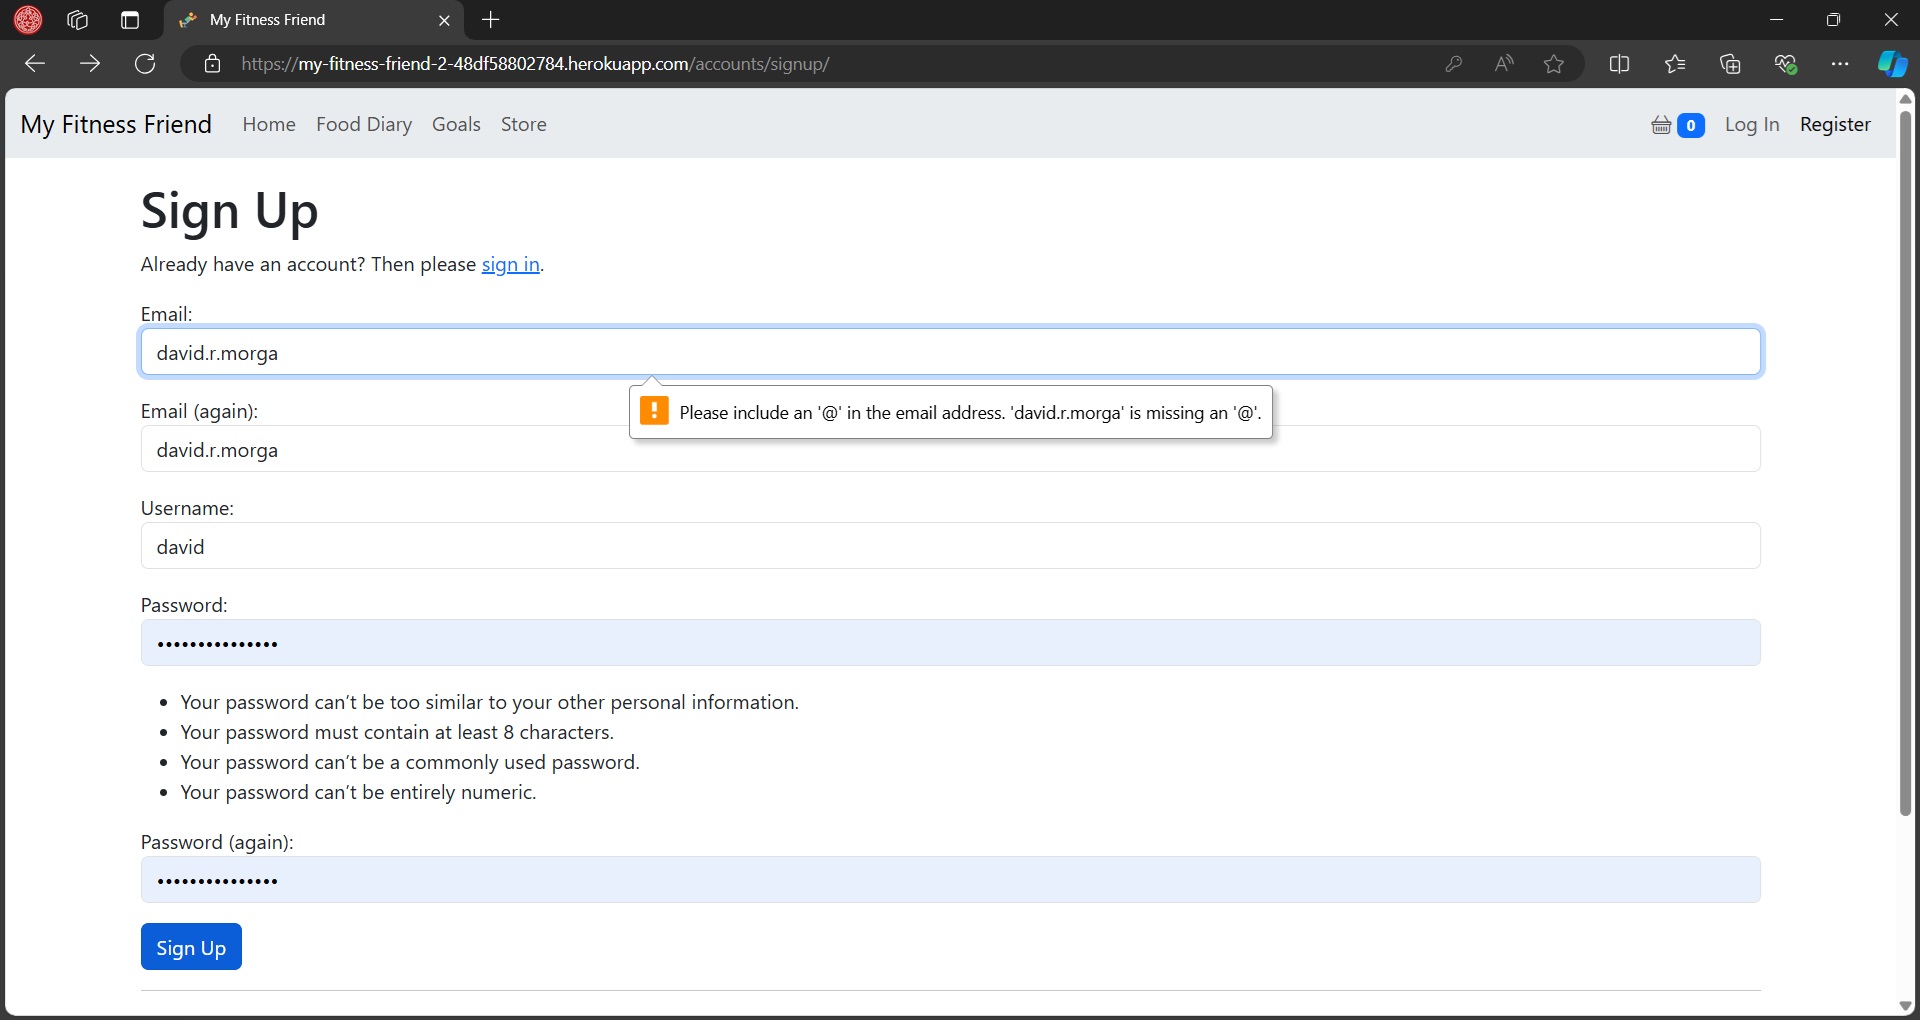 My Fitness Friend
https://my-fitness-friend-2-48df58802784.herokuapp.com/accounts/signup/
My Fitness Friend Home Food Diary Goals Store 0 Log In Register
Sign Up
Already have an account? Then please sign in.
Email:
david.r.morga
Please include an '@' in the email address. 'david.r.morga' is missing an '@'.
Email (again):
david.r.morga
Username:
david
Password:
•••••••••••••••
• Your password can't be too similar to your other personal information.
• Your password must contain at least 8 characters.
• Your password can't be a commonly used password.
• Your password can't be entirely numeric.
Password (again):
•••••••••••••••
Sign Up